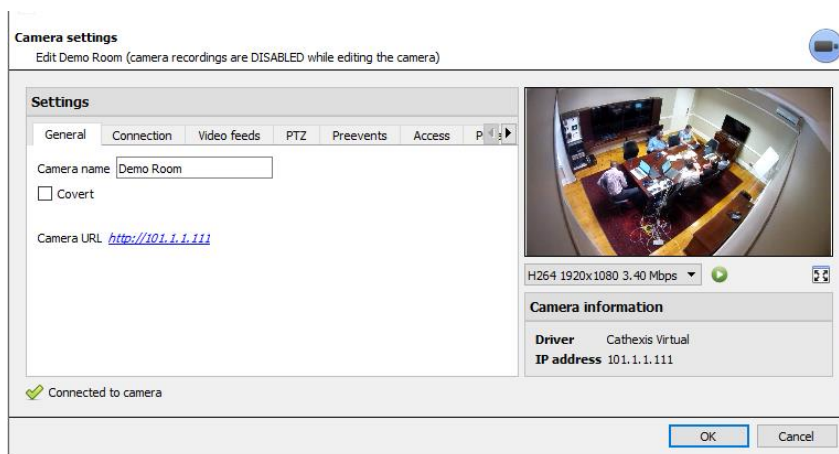 Camera settings
Edit Demo Room (camera recordings are DISABLED while editing the camera)
Settings
General Connection Video feeds PTZ Preevents Access
Camera name Demo Room
Covert
Camera URL http://101.1.1.111
H264 1920x1080 3.40 Mbps
Camera information
Driver Cathexis Virtual
IP address 101.1.1.111
Connected to camera
OK Cancel